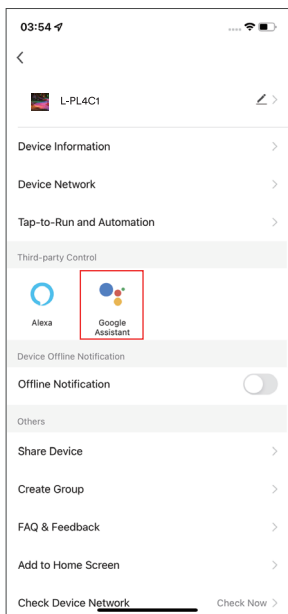 03:54
L-PL4C1
Device Information
Device Network
Tap-to-Run and Automation
Third-party Control
Alexa
Google
Assistant
Device Offline Notification
Offline Notification
Others
Share Device
Create Group
FAQ & Feedback
Add to Home Screen
Check Device Network Check Now